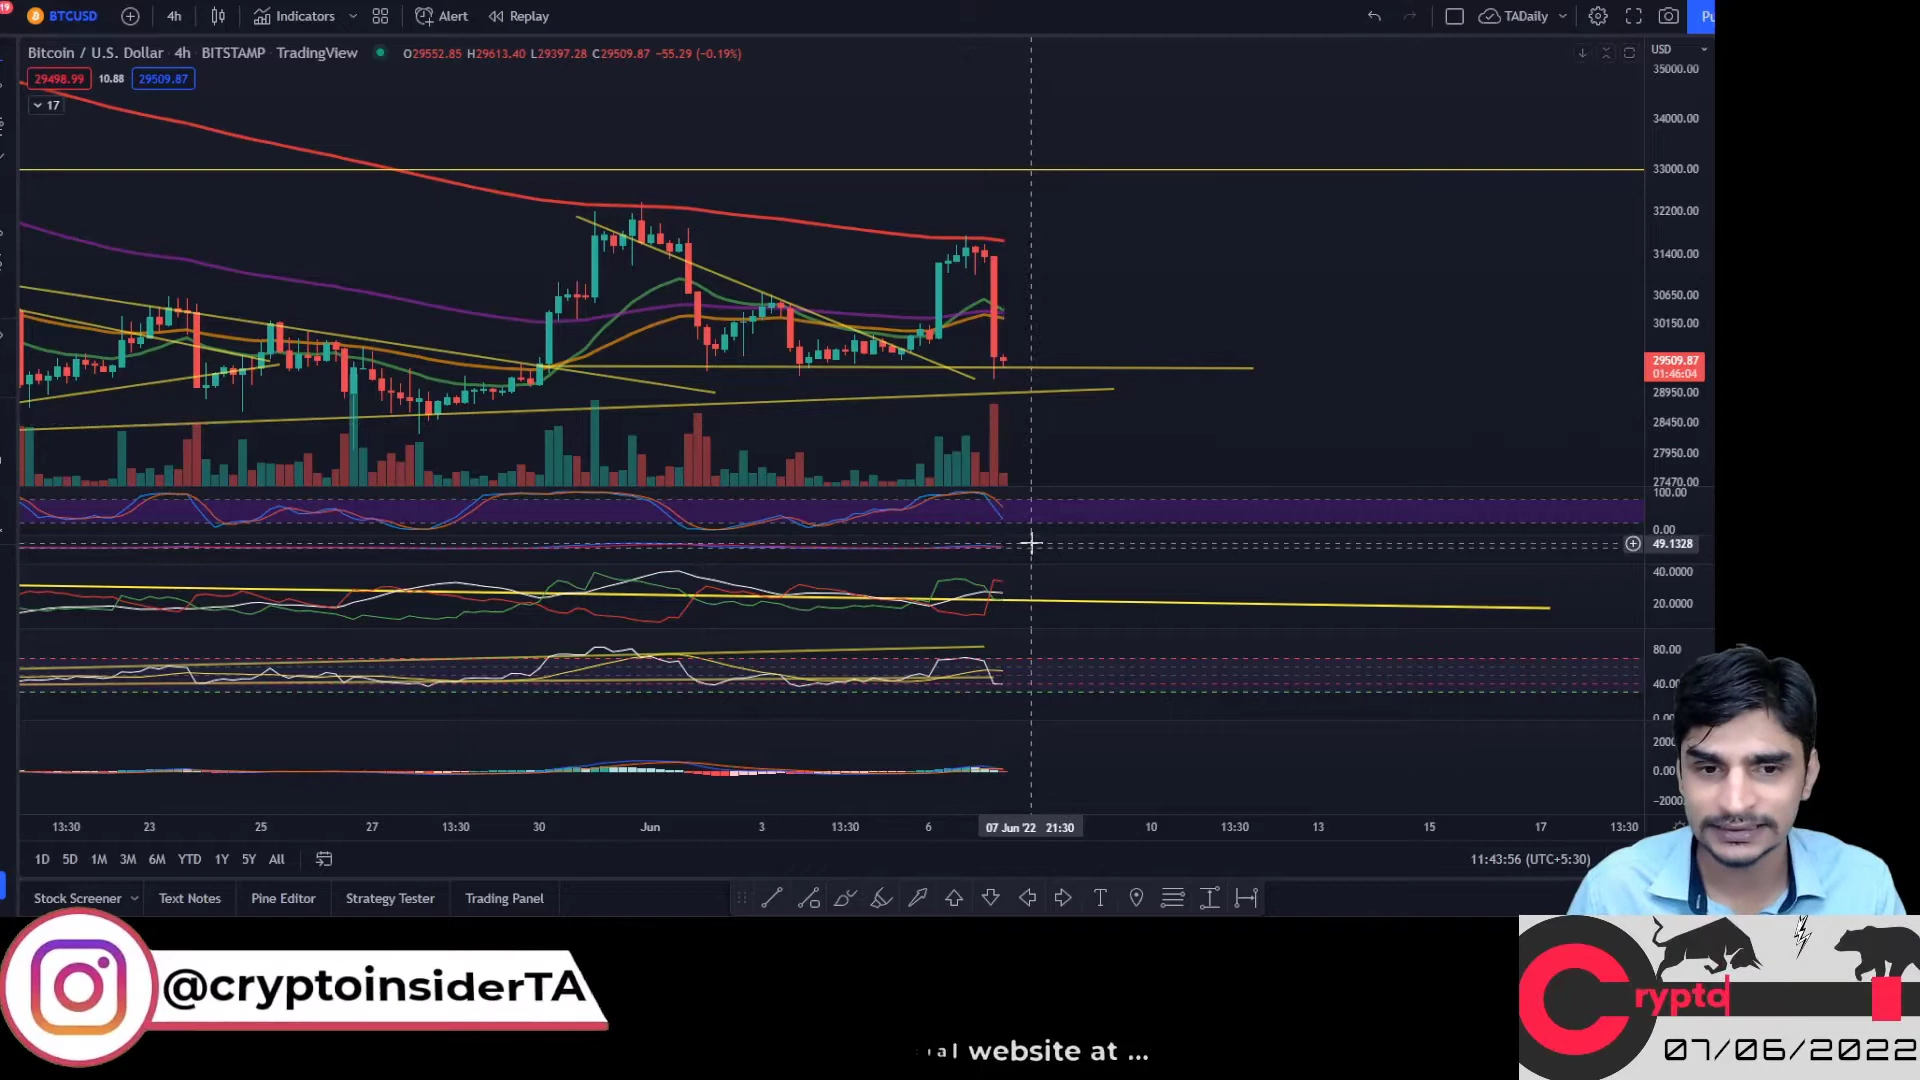 19
BTCUSD 4h Indicators Alert Replay TADaily
Bitcoin / U.S. Dollar 4h BITSTAMP TradingView O29552.85 H29613.40 L29397.28 C29509.87 −55.29 (−0.19%)
USD
29498.99 10.88 29509.87
17
35000.00
34000.00
33000.00
32200.00
31400.00
30650.00
30150.00
29509.87
01:46:04
28950.00
28450.00
27950.00
27470.00
100.00
0.00
49.1328
40.0000
20.0000
80.00
40.00
0.00
0.00
13:30 23 25 27 13:30 30 Jun 3 13:30 6 07 Jun '22 21:30 10 13:30 13 15 17 13:30
1D 5D 1M 3M 6M YTD 1Y 5Y All 11:43:56 (UTC+5:30)
Stock Screener Text Notes Pine Editor Strategy Tester Trading Panel
@cryptoinsiderTA
website at ...
Crypto
07/06/2022